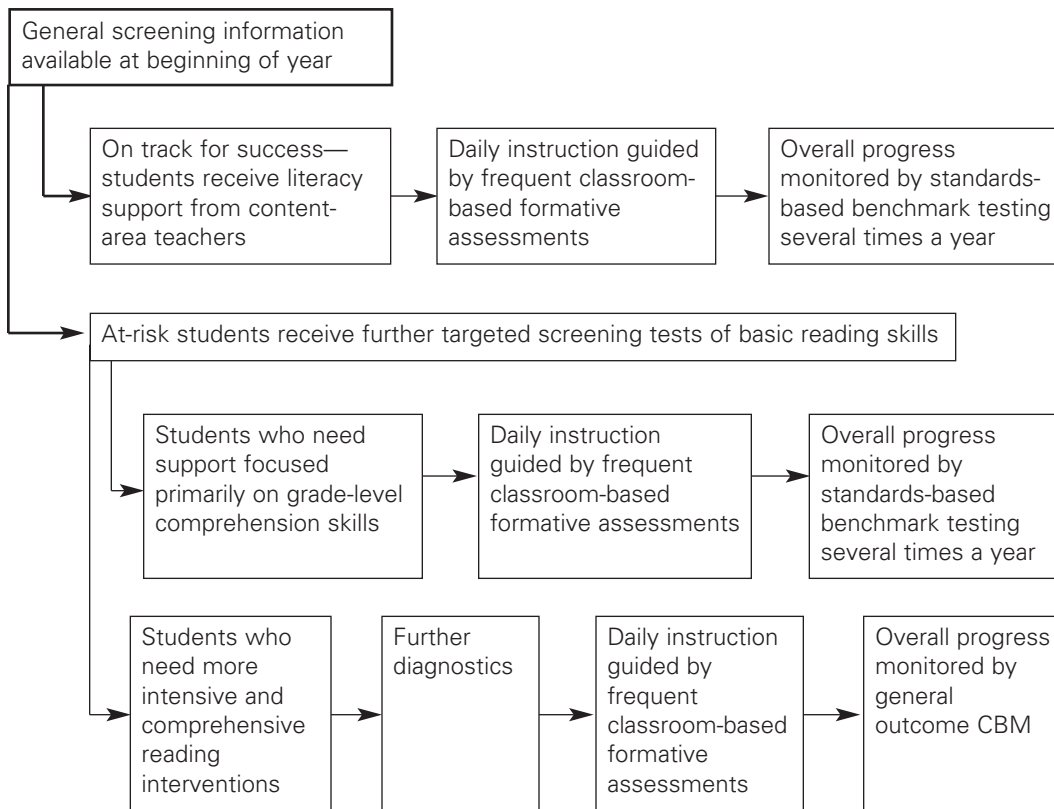 General screening information
available at beginning of year
On track for success—
students receive literacy
support from content-
area teachers
Daily instruction guided
by frequent classroom-
based formative
assessments
Overall progress
monitored by standards-
based benchmark testing
several times a year
At-risk students receive further targeted screening tests of basic reading skills
Students who need
support focused
primarily on grade-level
comprehension skills
Daily instruction
guided by frequent
classroom-based
formative assessments
Overall progress
monitored by
standards-based
benchmark testing
several times a year
Students who
need more
intensive and
comprehensive
reading
interventions
Further
diagnostics
Daily instruction
guided by
frequent
classroom-based
formative
assessments
Overall progress
monitored by
general
outcome CBM